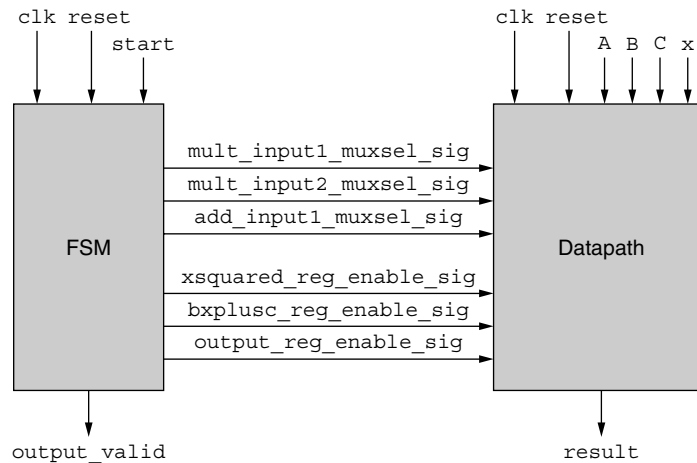 clk reset
start
clk reset
A B C x
mult_input1_muxsel_sig
mult_input2_muxsel_sig
add_input1_muxsel_sig
FSM
Datapath
xsquared_reg_enable_sig
bxplusc_reg_enable_sig
output_reg_enable_sig
output_valid
result